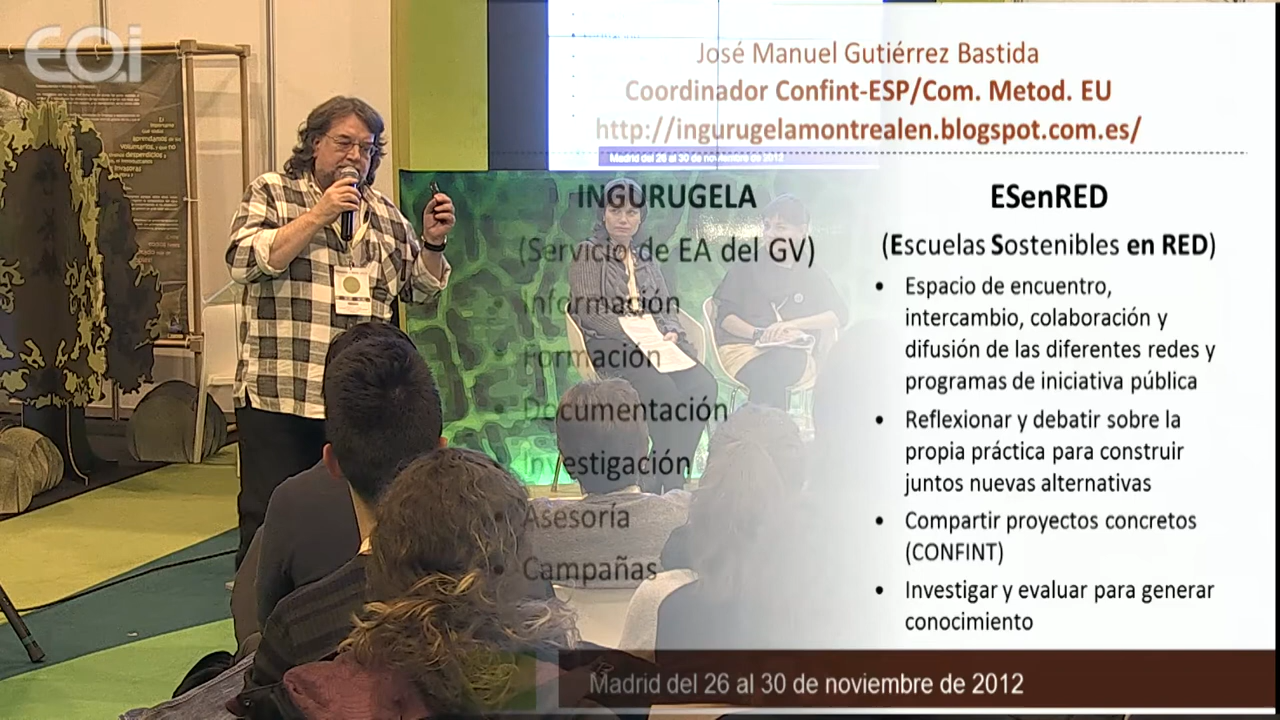 EOi
José Manuel Gutiérrez Bastida
Coordinador Confint-ESP/Com. Metod. EU
http://ingurugelamontrealen.blogspot.com.es/
Madrid del 26 al 30 de noviembre de 2012
INGURUGELA
(Servicio de EA del GV)
• Información
• Formación
• Documentación
• Investigación
• Asesoría
• Campañas
ESenRED
(Escuelas Sostenibles en RED)
• Espacio de encuentro,
intercambio, colaboración y
difusión de las diferentes redes y
programas de iniciativa pública
• Reflexionar y debatir sobre la
propia práctica para construir
juntos nuevas alternativas
• Compartir proyectos concretos
(CONFINT)
• Investigar y evaluar para generar
conocimiento
Madrid del 26 al 30 de noviembre de 2012